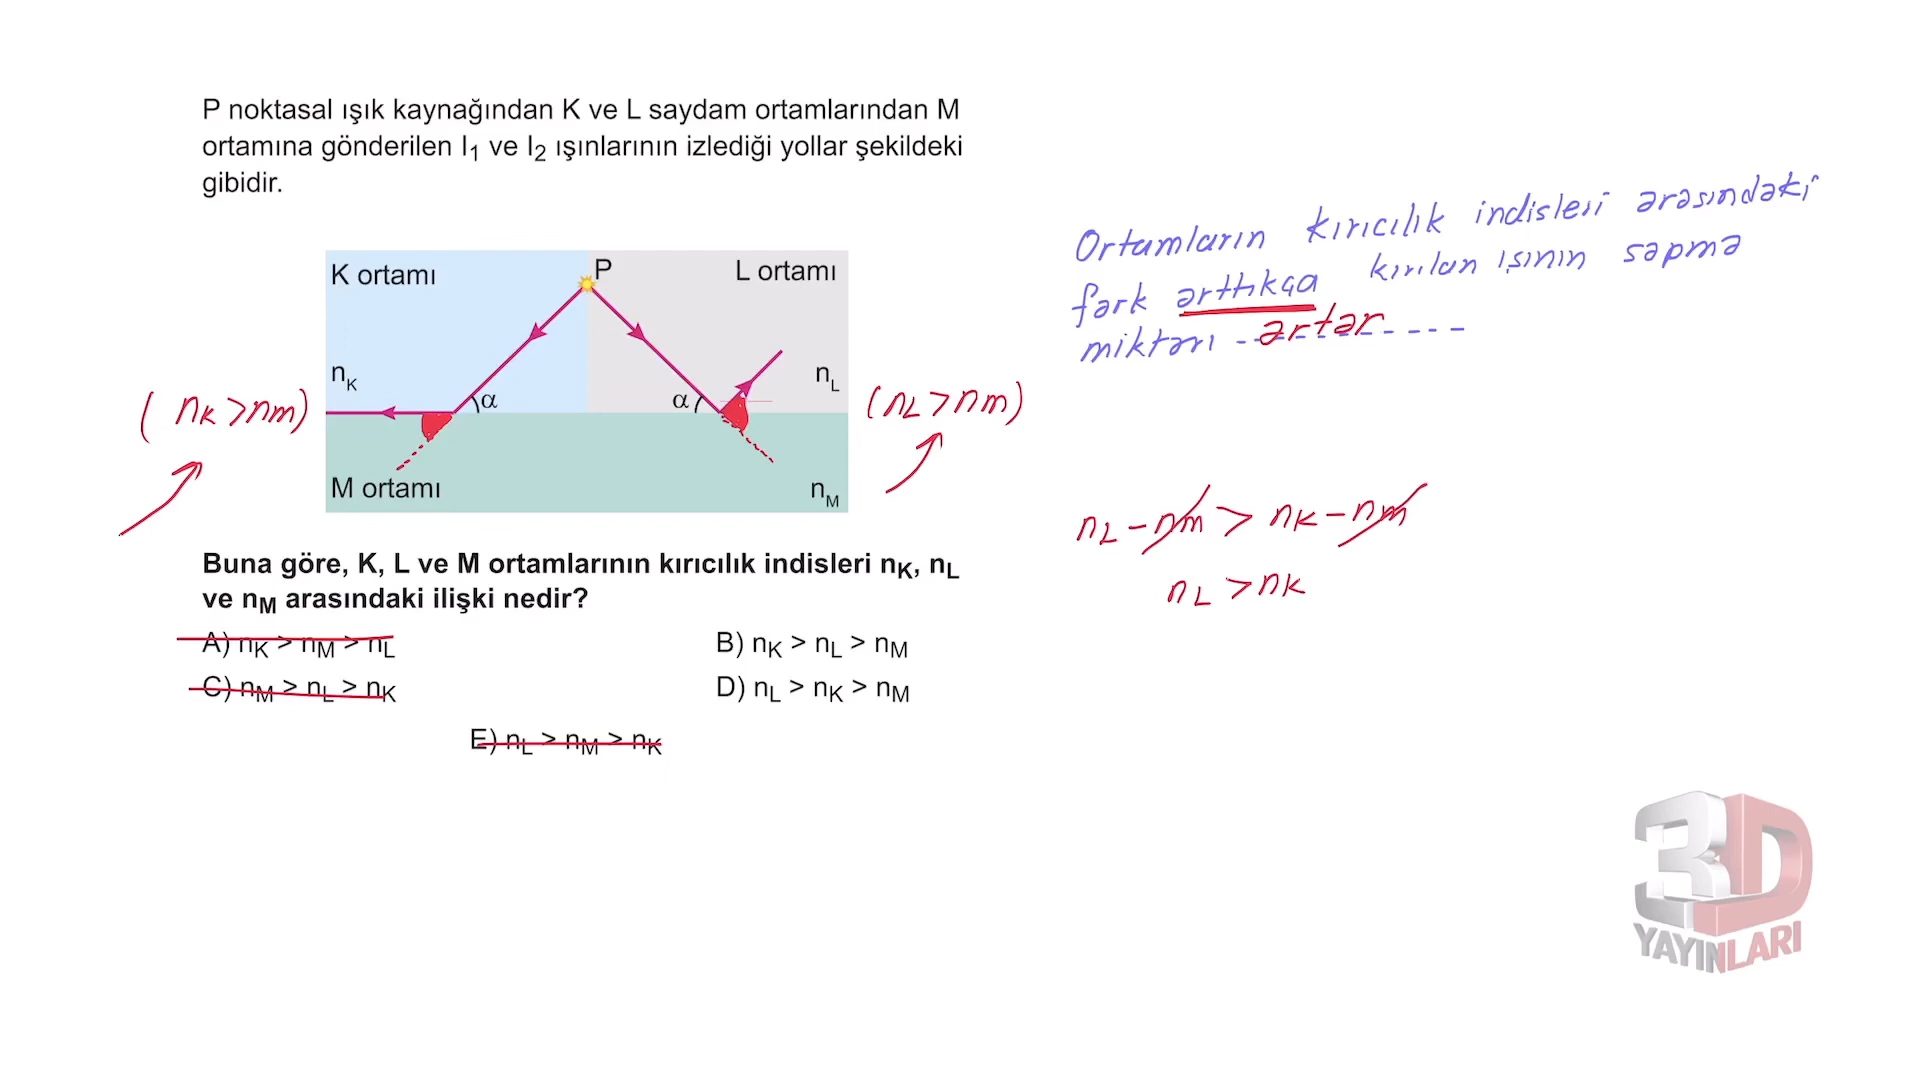 P noktasal ışık kaynağından K ve L saydam ortamlarından M
ortamına gönderilen I1 ve I2 ışınlarının izlediği yollar şekildeki
gibidir.
K ortamı
P
L ortamı
nK
nL
α
α
(nK>nm)
(nL>nm)
M ortamı
nM
Ortamların kırıcılık indisleri arasındaki
fark arttıkça kırılan ışının sapma
miktarı artar
nL-nm > nK-nm
nL >nK
Buna göre, K, L ve M ortamlarının kırıcılık indisleri nK, nL
ve nM arasındaki ilişki nedir?
A) nK > nM > nL
B) nK > nL > nM
C) nM > nL > nK
D) nL > nK > nM
E) nL > nM > nK
3D
YAYINLARI